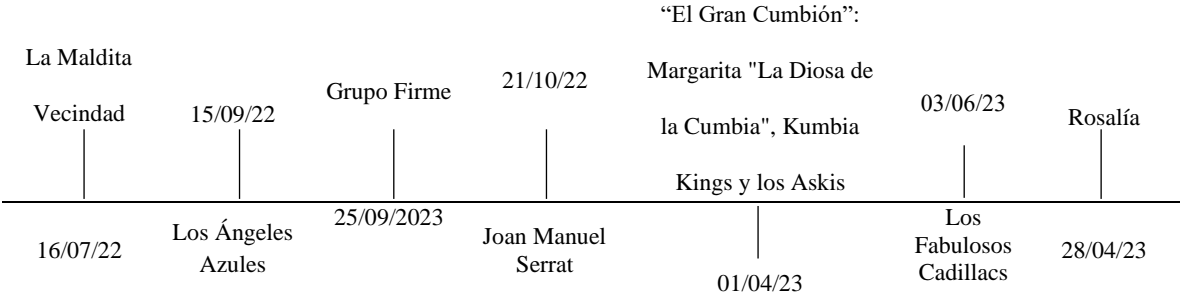 La Maldita
Vecindad
16/07/22
15/09/22
Los Ángeles
Azules
Grupo Firme
25/09/2023
21/10/22
Joan Manuel
Serrat
“El Gran Cumbión”:
Margarita "La Diosa de
la Cumbia", Kumbia
Kings y los Askis
01/04/23
03/06/23
Los
Fabulosos
Cadillacs
Rosalía
28/04/23